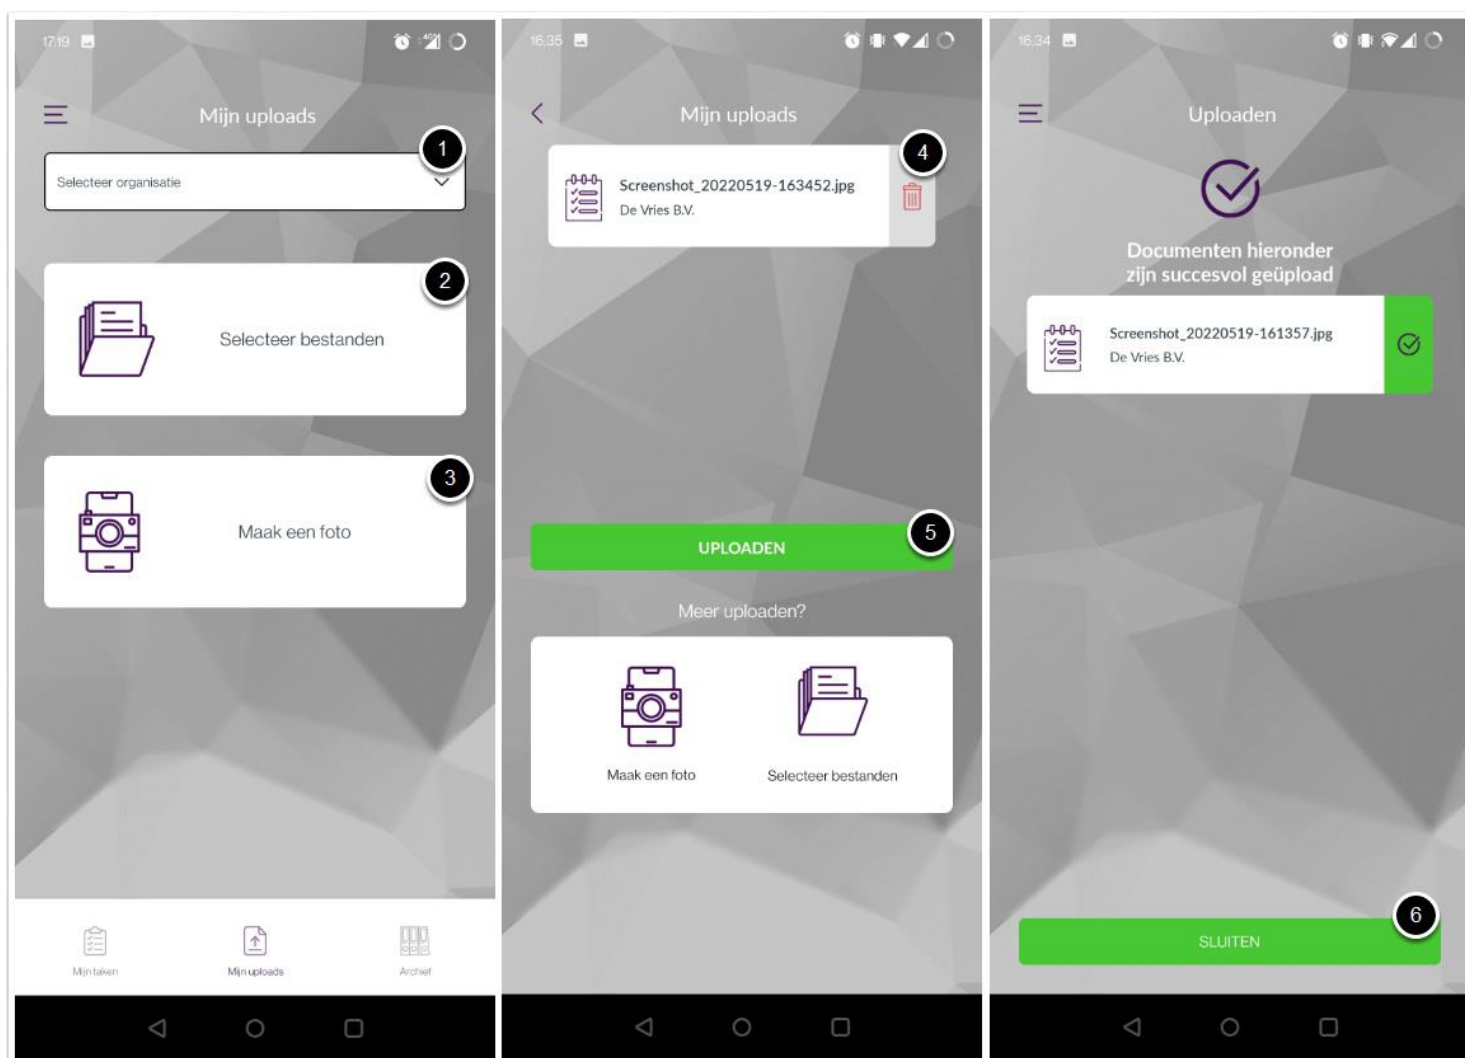 17:19
4G
Mijn uploads
1
Selecteer organisatie
2
Selecteer bestanden
3
Maak een foto
Mijn taken
Mijn uploads
Archief
16:35
Mijn uploads
4
Screenshot_20220519-163452.jpg
De Vries B.V.
5
UPLOADEN
Meer uploaden?
Maak een foto
Selecteer bestanden
16:34
Uploaden
Documenten hieronder
zijn succesvol geüpload
Screenshot_20220519-161357.jpg
De Vries B.V.
6
SLUITEN